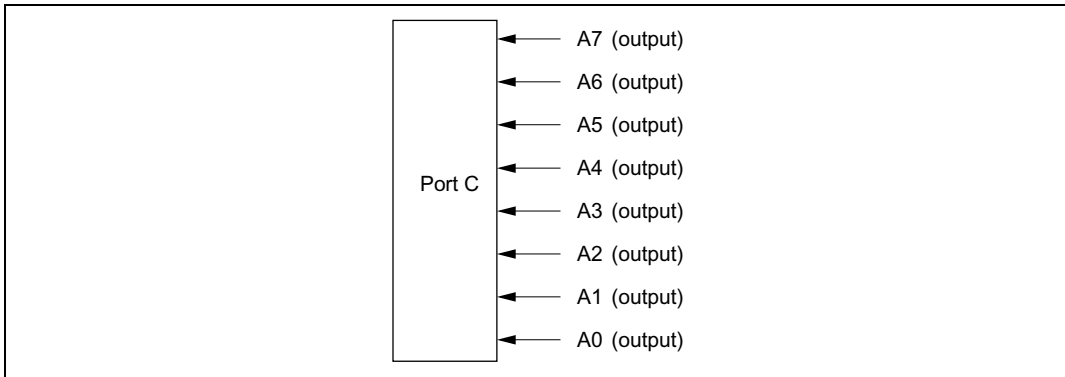 A7 (output)
A6 (output)
A5 (output)
A4 (output)
Port C
A3 (output)
A2 (output)
A1 (output)
A0 (output)